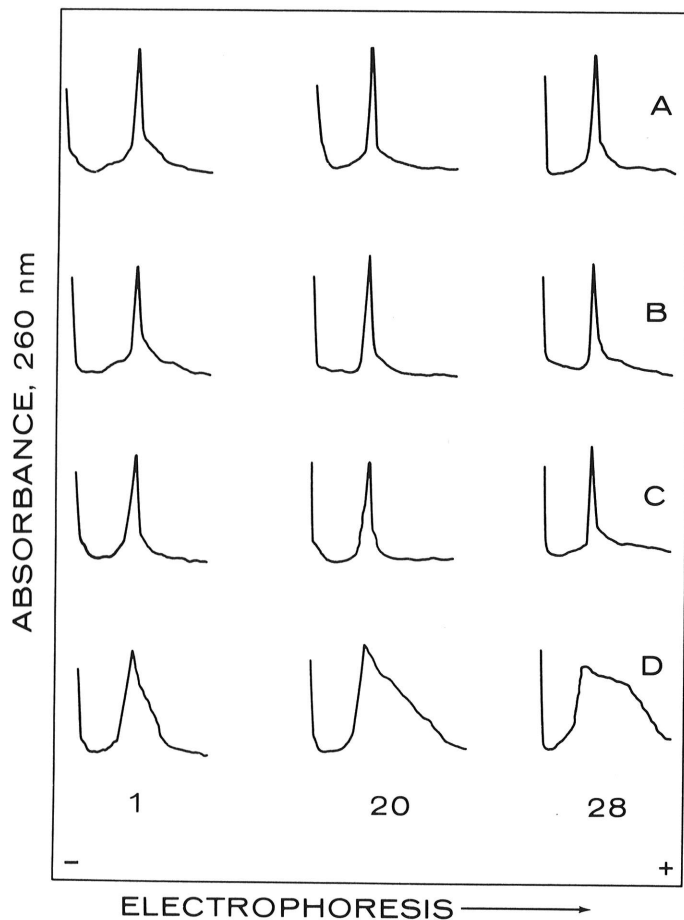 A
B
C
D
ABSORBANCE, 260 nm
1 20 28
− +
ELECTROPHORESIS